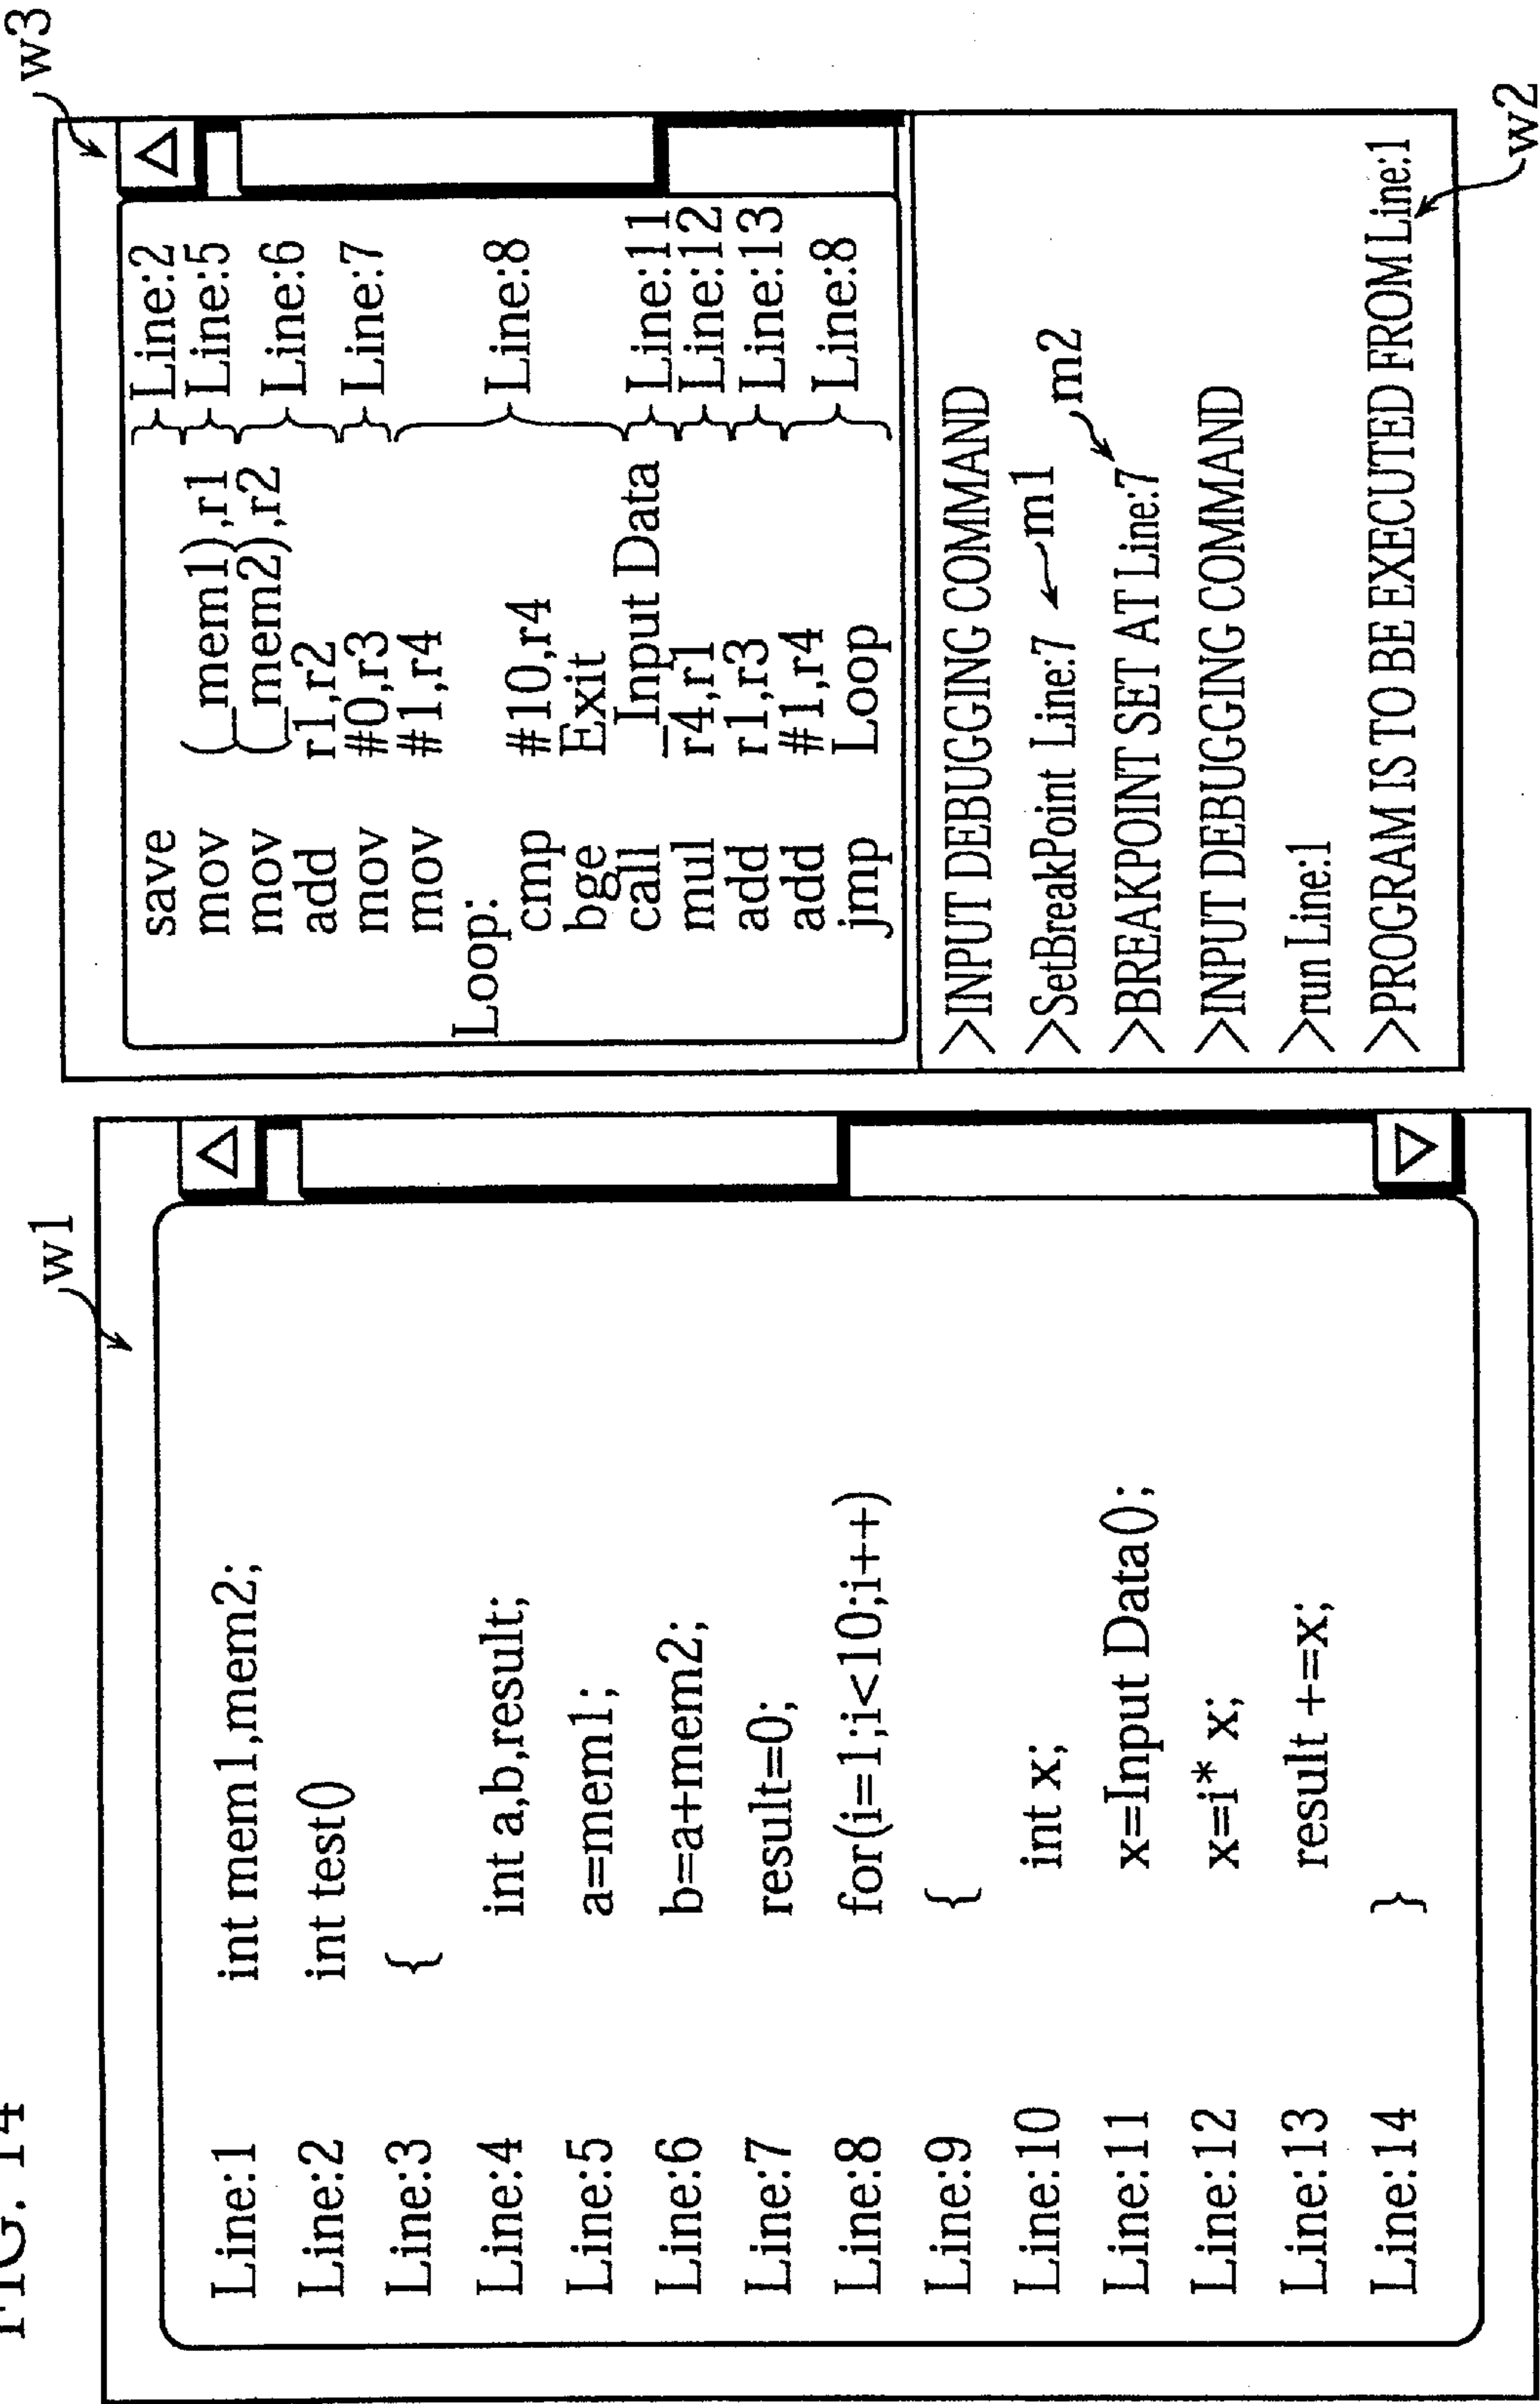 FIG. 14
w1
Line:1 int mem1,mem2;
Line:2 int test()
Line:3 {
Line:4 int a,b,result;
Line:5 a=mem1;
Line:6 b=a+mem2;
Line:7 result=0;
Line:8 for(i=1;i<10;i++)
Line:9 {
Line:10 int x;
Line:11 x=Input Data();
Line:12 x=i* x;
Line:13 result +=x;
Line:14 }
w3
save } Line:2
mov (_mem1),r1 } Line:5
mov (_mem2),r2 } Line:6
add r1,r2
mov #0,r3 } Line:7
mov #1,r4 } Line:8
Loop:
cmp #10,r4
bge Exit
call _Input Data } Line:11
mul r4,r1 } Line:12
add r1,r3 } Line:13
add #1,r4 } Line:8
jmp Loop
>INPUT DEBUGGING COMMAND
>SetBreakPoint Line:7 m1
>BREAKPOINT SET AT Line:7 m2
>INPUT DEBUGGING COMMAND
>run Line:1
>PROGRAM IS TO BE EXECUTED FROM Line:1
w2